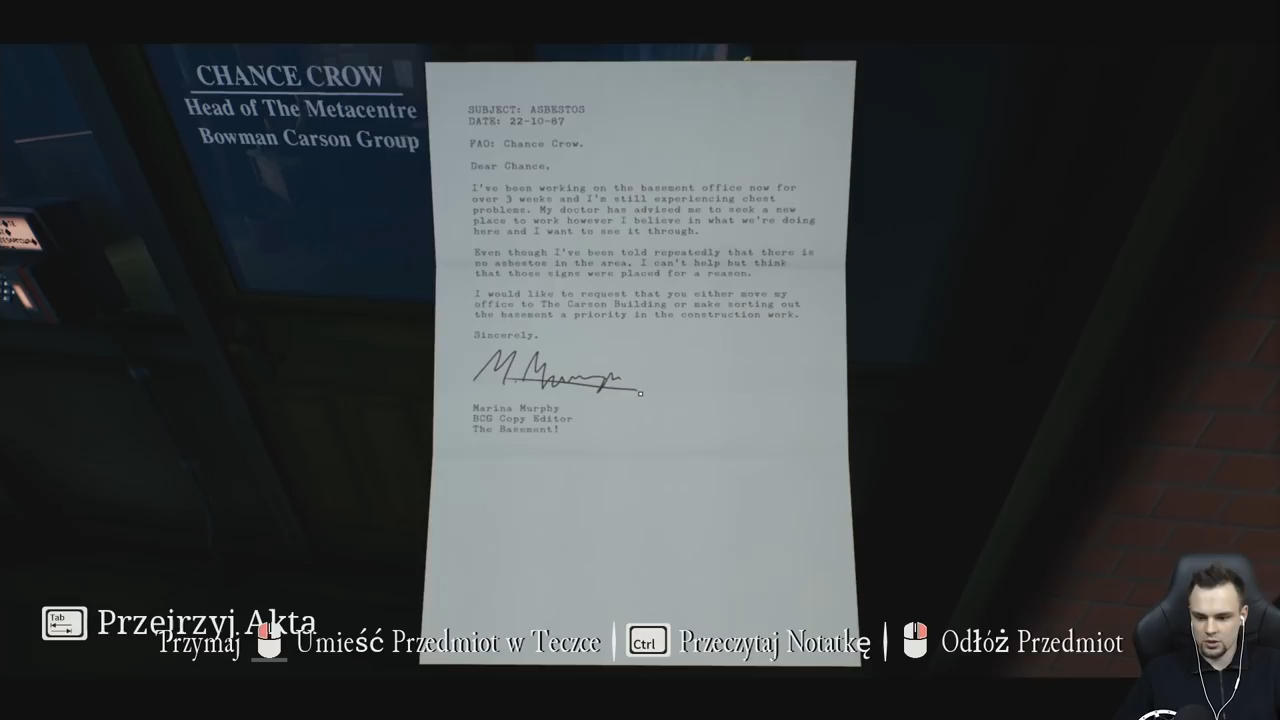 CHANCE CROW
Head of The Metacentre
Bowman Carson Group
SUBJECT: ASBESTOS
DATE: 22-10-87
FAO: Chance Crow.
Dear Chance,
I've been working on the basement office now for
over 3 weeks and I'm still experiencing chest
problems. My doctor has advised me to seek a new
place to work however I believe in what we're doing
here and I want to see it through.
Even though I've been told repeatedly that there is
no asbestos in the area. I can't help but think
that those signs were placed for a reason.
I would like to request that you either move my
office to The Carson Building or make sorting out
the basement a priority in the construction work.
Sincerely.
Marina Murphy
BCG Copy Editor
The Basement!
Tab Przejrzyj Akta
Przymaj Umieść Przedmiot w Teczce | Ctrl Przeczytaj Notatkę | Odłóż Przedmiot